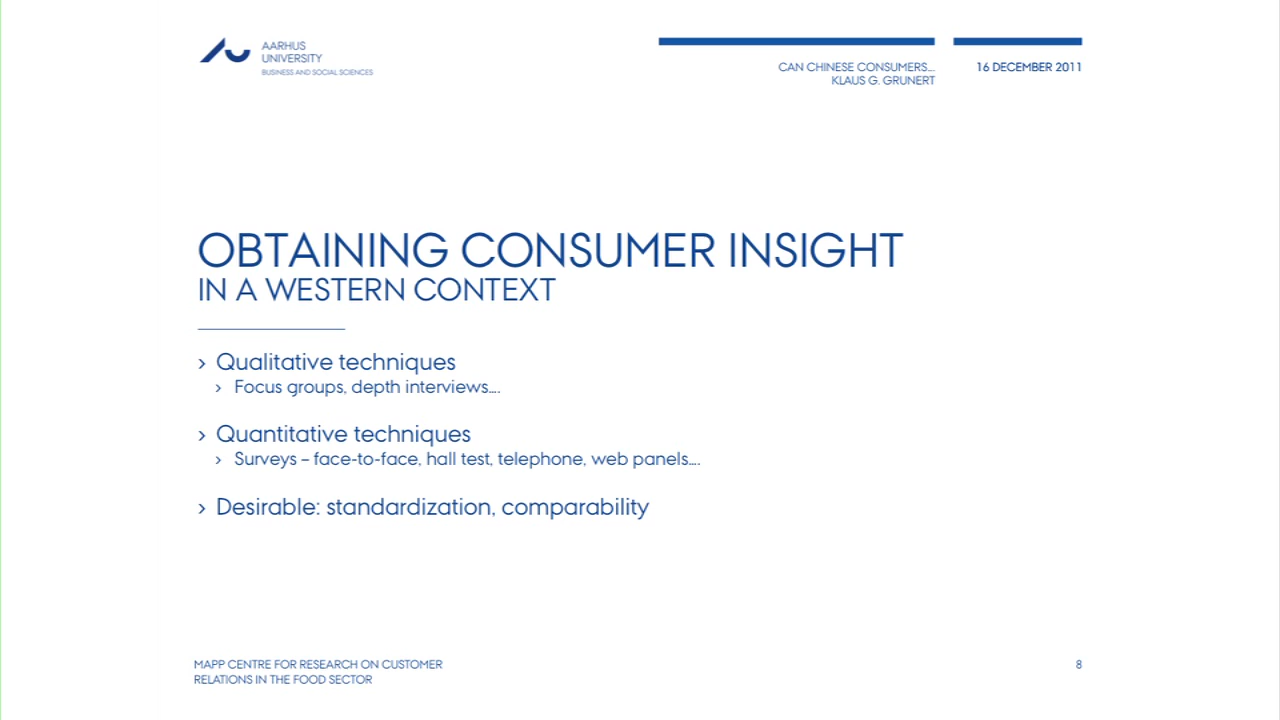 AARHUS
UNIVERSITY
BUSINESS AND SOCIAL SCIENCES
CAN CHINESE CONSUMERS...
KLAUS G. GRUNERT
16 DECEMBER 2011
OBTAINING CONSUMER INSIGHT
IN A WESTERN CONTEXT
› Qualitative techniques
› Focus groups, depth interviews....
› Quantitative techniques
› Surveys – face-to-face, hall test, telephone, web panels....
› Desirable: standardization, comparability
MAPP CENTRE FOR RESEARCH ON CUSTOMER
RELATIONS IN THE FOOD SECTOR
8